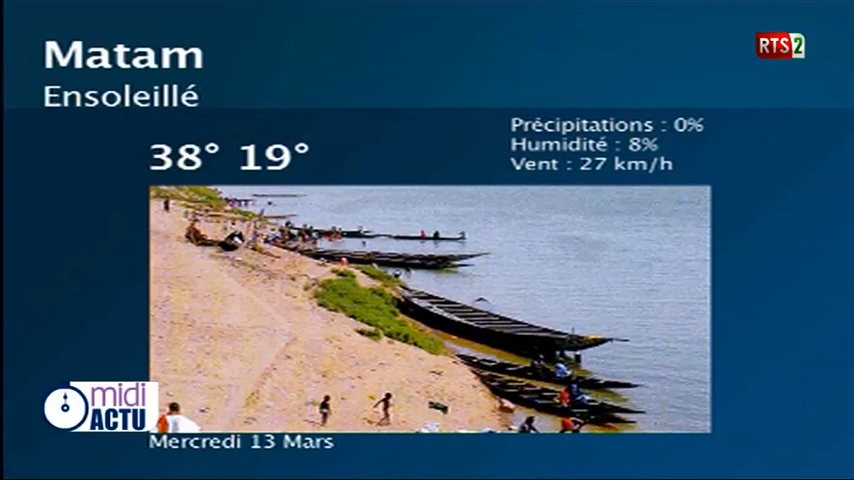 Matam
RTS2
Ensoleillé
Précipitations : 0%
38° 19°
Humidité : 8%
Vent : 27 km/h
midi
ACTU
Mercredi 13 Mars